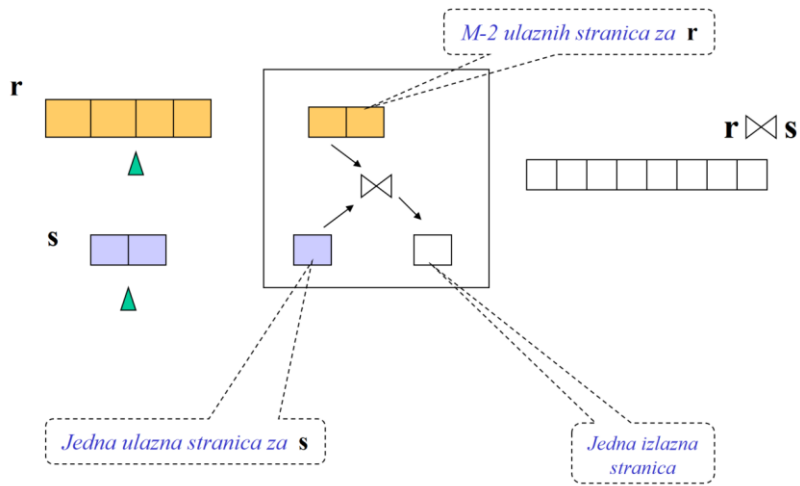 M-2 ulaznih stranica za r
r
r ⋈ s
s
Jedna ulazna stranica za s
Jedna izlazna
stranica